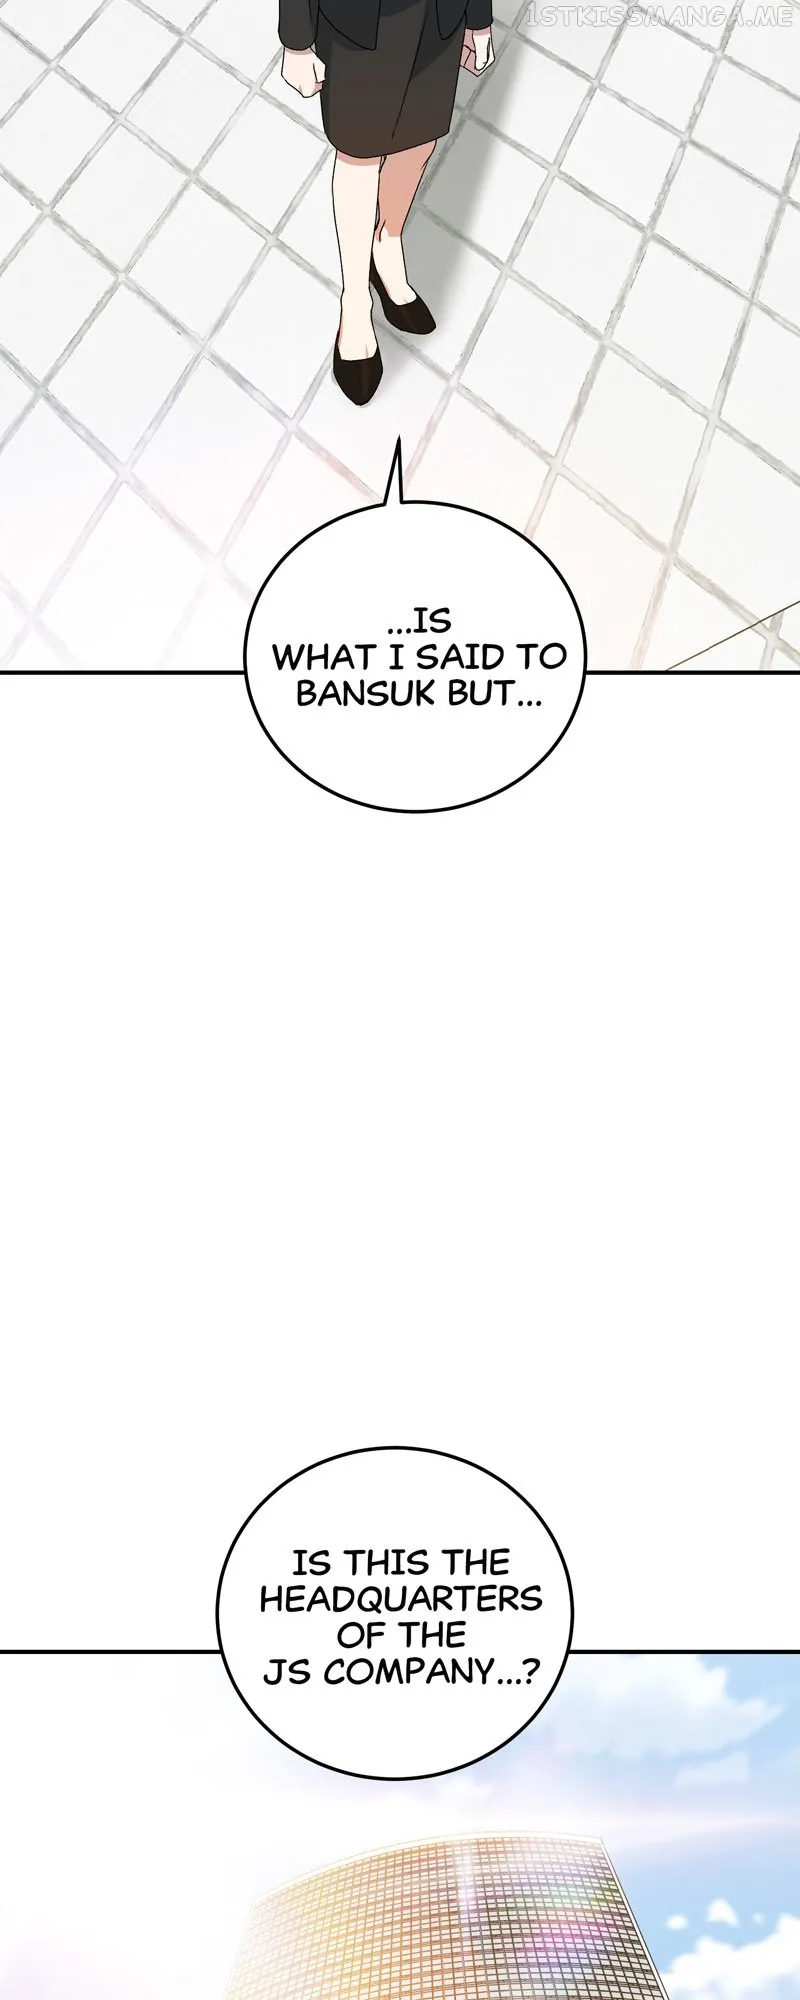 1STKISSMANGA.ME
...IS
WHAT I SAID TO
BANSUK BUT...
IS THIS THE
HEADQUARTERS
OF THE
JS COMPANY...?